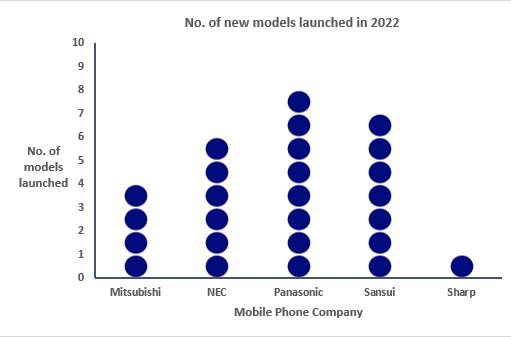 No. of new models launched in 2022
10
9
8
7
6
5
4
3
2
1
0
No. of
models
launched
Mitsubishi NEC Panasonic Sansui Sharp
Mobile Phone Company